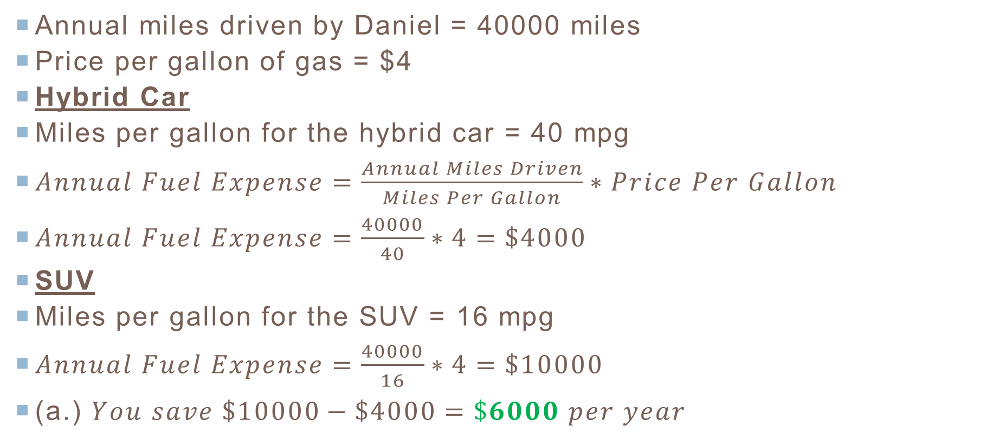 Annual miles driven by Daniel = 40000 miles
Price per gallon of gas = $4
Hybrid Car
Miles per gallon for the hybrid car = 40 mpg
Annual Fuel Expense = \frac{Annual Miles Driven}{Miles Per Gallon} * Price Per Gallon
Annual Fuel Expense = \frac{40000}{40} * 4 = $4000
SUV
Miles per gallon for the SUV = 16 mpg
Annual Fuel Expense = \frac{40000}{16} * 4 = $10000
(a.) You save $10000 − $4000 = $6000 per year